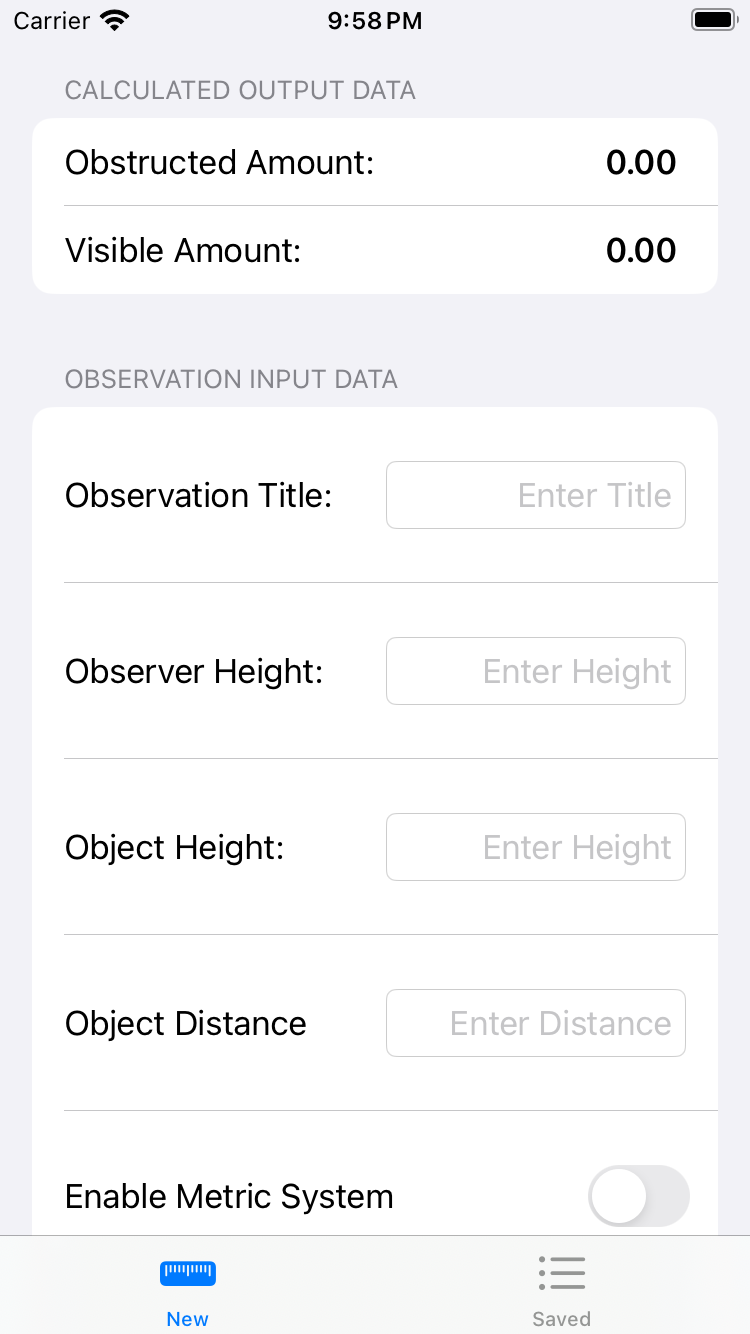 Carrier 9:58 PM
CALCULATED OUTPUT DATA
Obstructed Amount: 0.00
Visible Amount: 0.00
OBSERVATION INPUT DATA
Observation Title: Enter Title
Observer Height: Enter Height
Object Height: Enter Height
Object Distance Enter Distance
Enable Metric System
New Saved